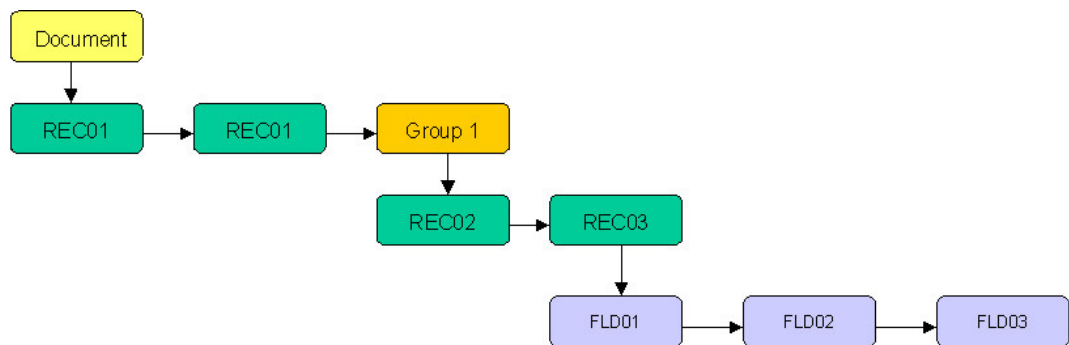 Document
REC01
REC01
Group 1
REC02
REC03
FLD01
FLD02
FLD03